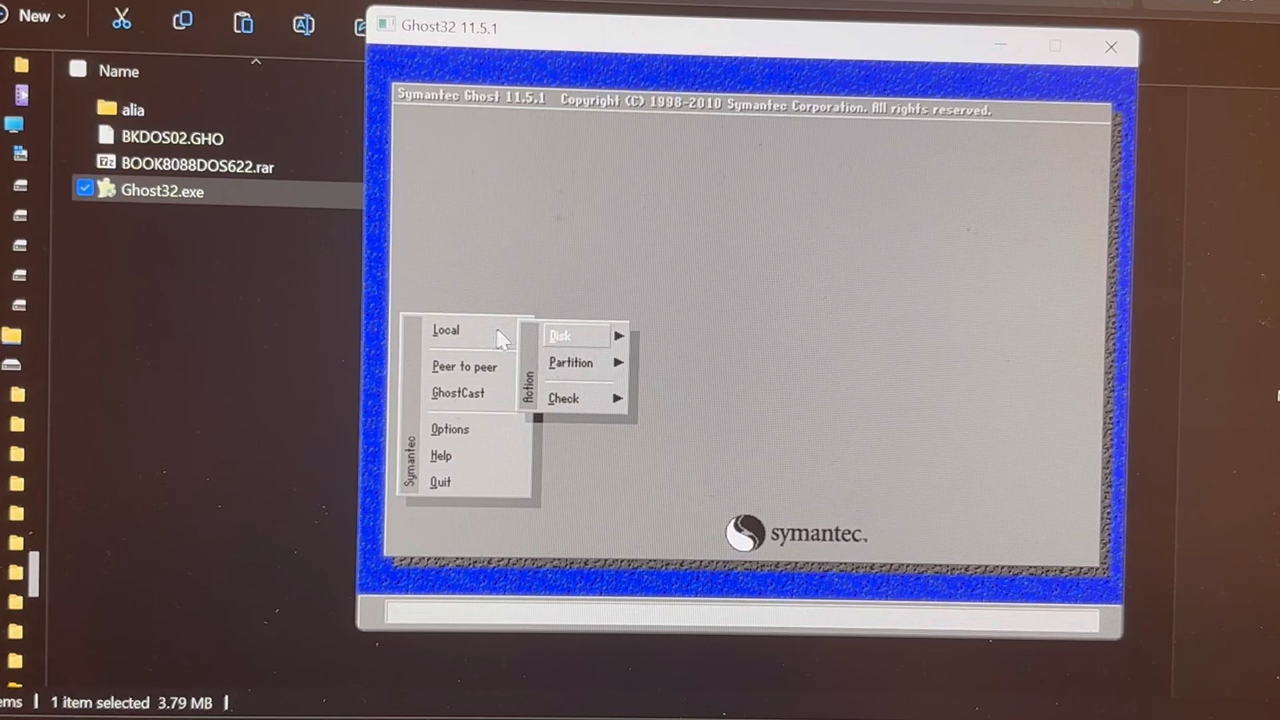 New
Ghost32 11.5.1
Name
alia
BKDOS02.GHO
BOOK8088DOS622.rar
Ghost32.exe
Symantec Ghost 11.5.1 Copyright (C) 1998-2010 Symantec Corporation. All rights reserved.
Local
Peer to peer
GhostCast
Options
Help
Quit
Symantec
Disk
Partition
Check
Action
symantec.
1 item selected 3.79 MB